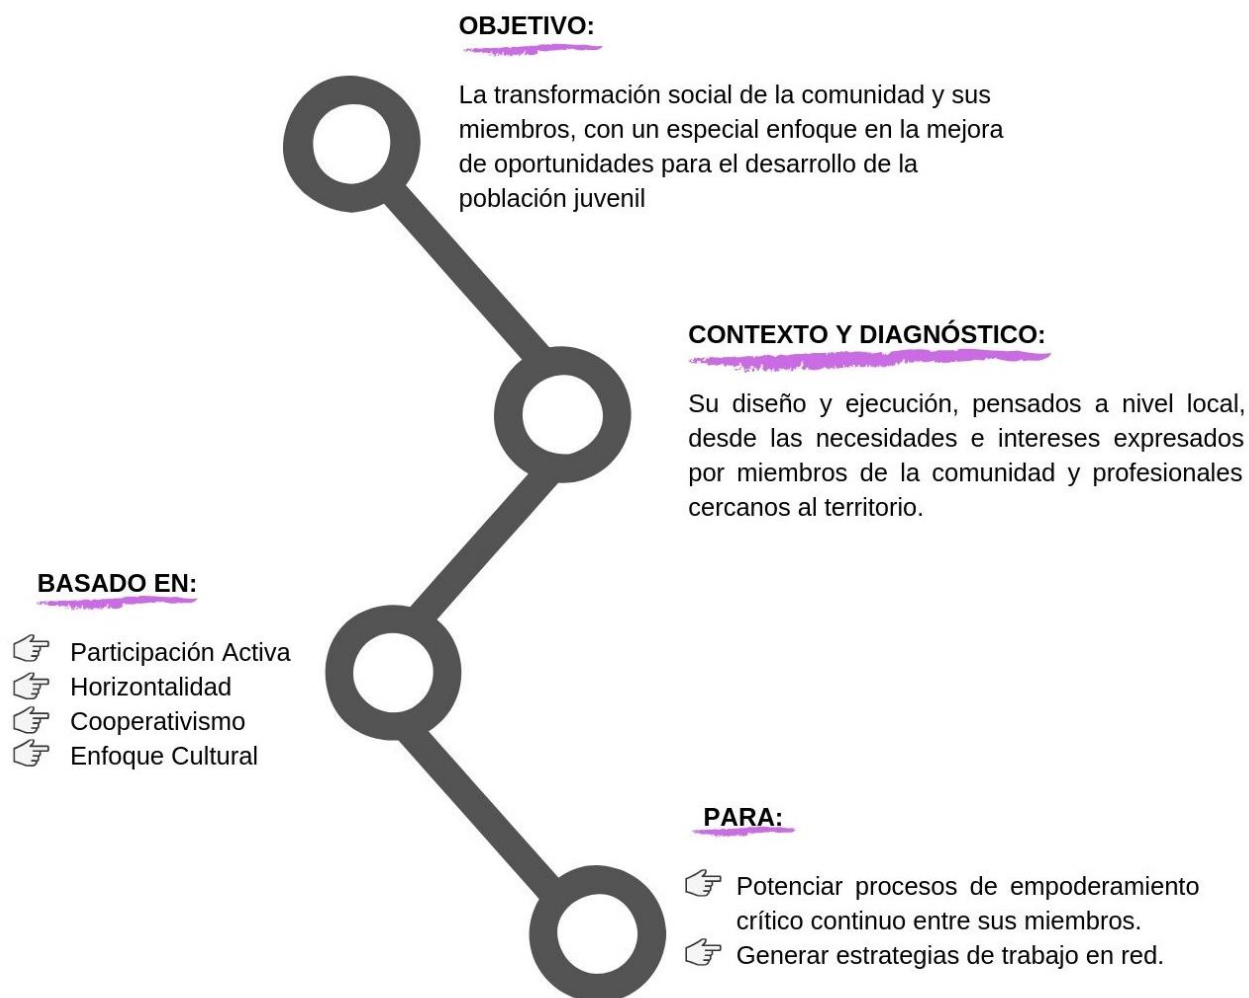 OBJETIVO:
La transformación social de la comunidad y sus
miembros, con un especial enfoque en la mejora
de oportunidades para el desarrollo de la
población juvenil
CONTEXTO Y DIAGNÓSTICO:
Su diseño y ejecución, pensados a nivel local,
desde las necesidades e intereses expresados
por miembros de la comunidad y profesionales
cercanos al territorio.
BASADO EN:
Participación Activa
Horizontalidad
Cooperativismo
Enfoque Cultural
PARA:
Potenciar procesos de empoderamiento
crítico continuo entre sus miembros.
Generar estrategias de trabajo en red.